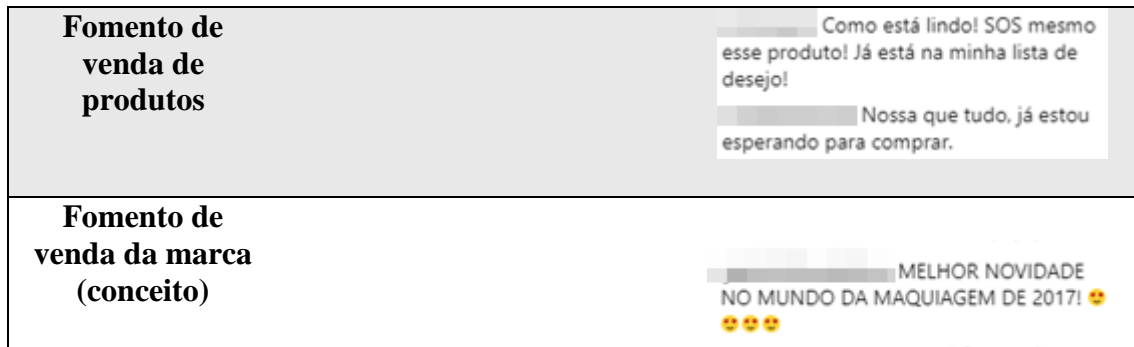 Fomento de
venda de
produtos
Como está lindo! SOS mesmo
esse produto! Já está na minha lista de
desejo!
Nossa que tudo, já estou
esperando para comprar.
Fomento de
venda da marca
(conceito)
MELHOR NOVIDADE
NO MUNDO DA MAQUIAGEM DE 2017! 😍
😍😍😍